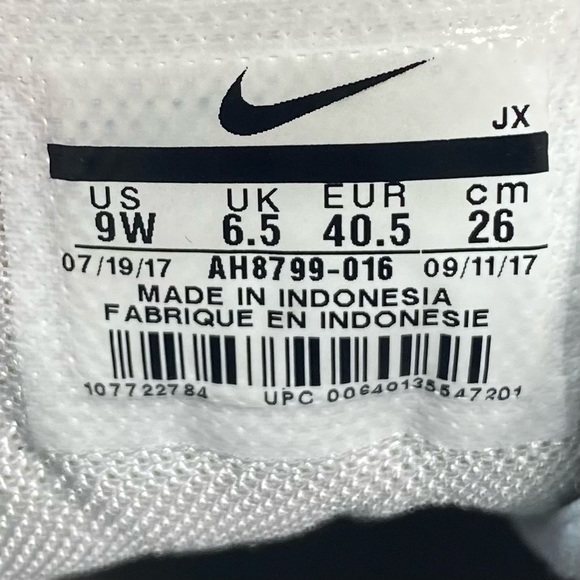 JX
US UK EUR cm
9W 6.5 40.5 26
07/19/17 AH8799-016 09/11/17
MADE IN INDONESIA
FABRIQUE EN INDONESIE
107722784 UPC 00640135547201